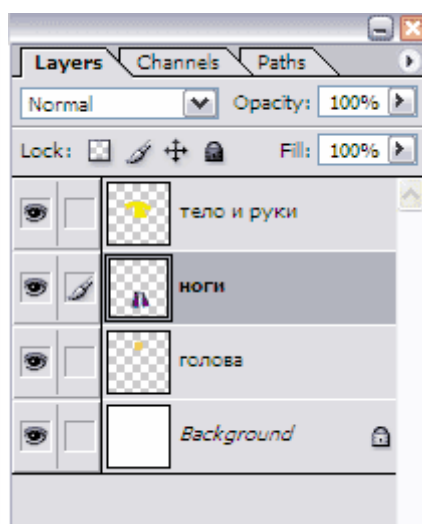 Layers Channels Paths
Normal Opacity: 100%
Lock: Fill: 100%
тело и руки
ноги
голова
Background